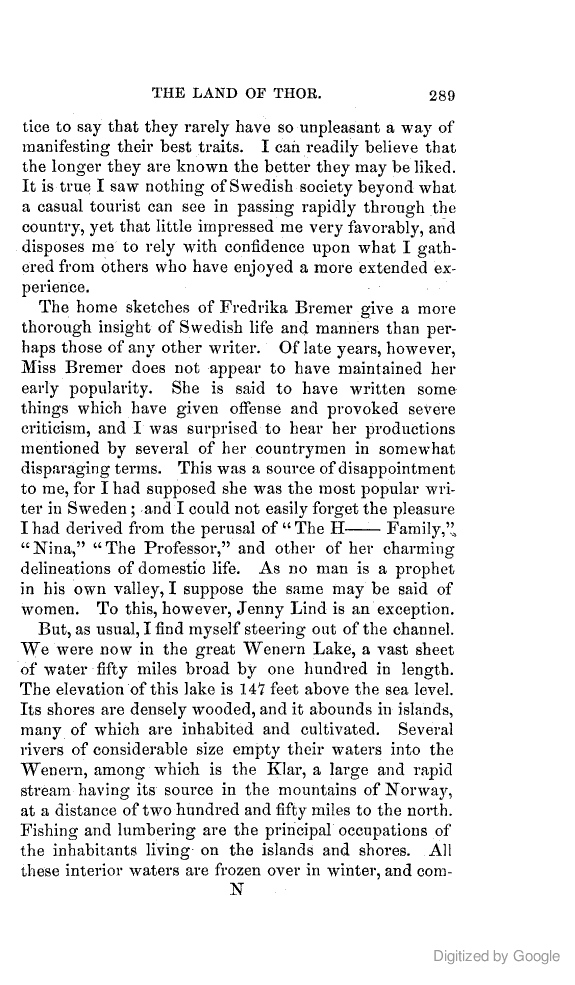 THE LAND OF THOR. 289
tice to say that they rarely have so unpleasant a way of
manifesting their best traits. I can readily believe that
the longer they are known the better they may be liked.
It is true I saw nothing of Swedish society beyond what
a casual tourist can see in passing rapidly through the
country, yet that little impressed me very favorably, and
disposes me to rely with confidence upon what I gath-
ered from others who have enjoyed a more extended ex-
perience.
The home sketches of Fredrika Bremer give a more
thorough insight of Swedish life and manners than per-
haps those of any other writer. Of late years, however,
Miss Bremer does not appear to have maintained her
early popularity. She is said to have written some
things which have given offense and provoked severe
criticism, and I was surprised to hear her productions
mentioned by several of her countrymen in somewhat
disparaging terms. This was a source of disappointment
to me, for I had supposed she was the most popular wri-
ter in Sweden; and I could not easily forget the pleasure
I had derived from the perusal of “The H—— Family,”
“Nina,” “The Professor,” and other of her charming
delineations of domestic life. As no man is a prophet
in his own valley, I suppose the same may be said of
women. To this, however, Jenny Lind is an exception.
But, as usual, I find myself steering out of the channel.
We were now in the great Wenern Lake, a vast sheet
of water fifty miles broad by one hundred in length.
The elevation of this lake is 147 feet above the sea level.
Its shores are densely wooded, and it abounds in islands,
many of which are inhabited and cultivated. Several
rivers of considerable size empty their waters into the
Wenern, among which is the Klar, a large and rapid
stream having its source in the mountains of Norway,
at a distance of two hundred and fifty miles to the north.
Fishing and lumbering are the principal occupations of
the inhabitants living on the islands and shores. All
these interior waters are frozen over in winter, and com-
N
Digitized by Google